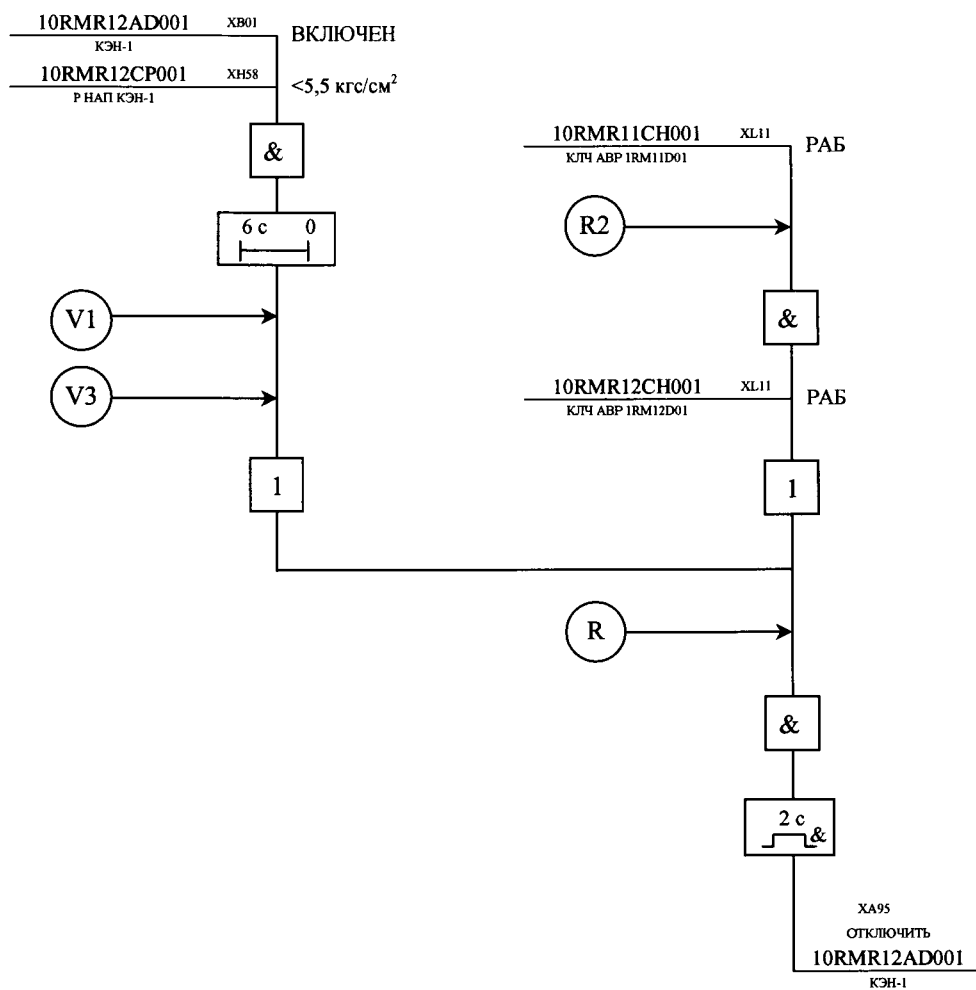 10RMR12AD001 XB01 ВКЛЮЧЕН
КЭН-1
10RMR12CP001 XH58 <5,5 кгс/см²
Р НАП КЭН-1
&
6 с 0
V1
V3
1
10RMR11CH001 XL11 РАБ
КЛЧ АВР 1RM11D01
R2
&
10RMR12CH001 XL11 РАБ
КЛЧ АВР 1RM12D01
1
R
&
2 с
&
XA95
ОТКЛЮЧИТЬ
10RMR12AD001
КЭН-1